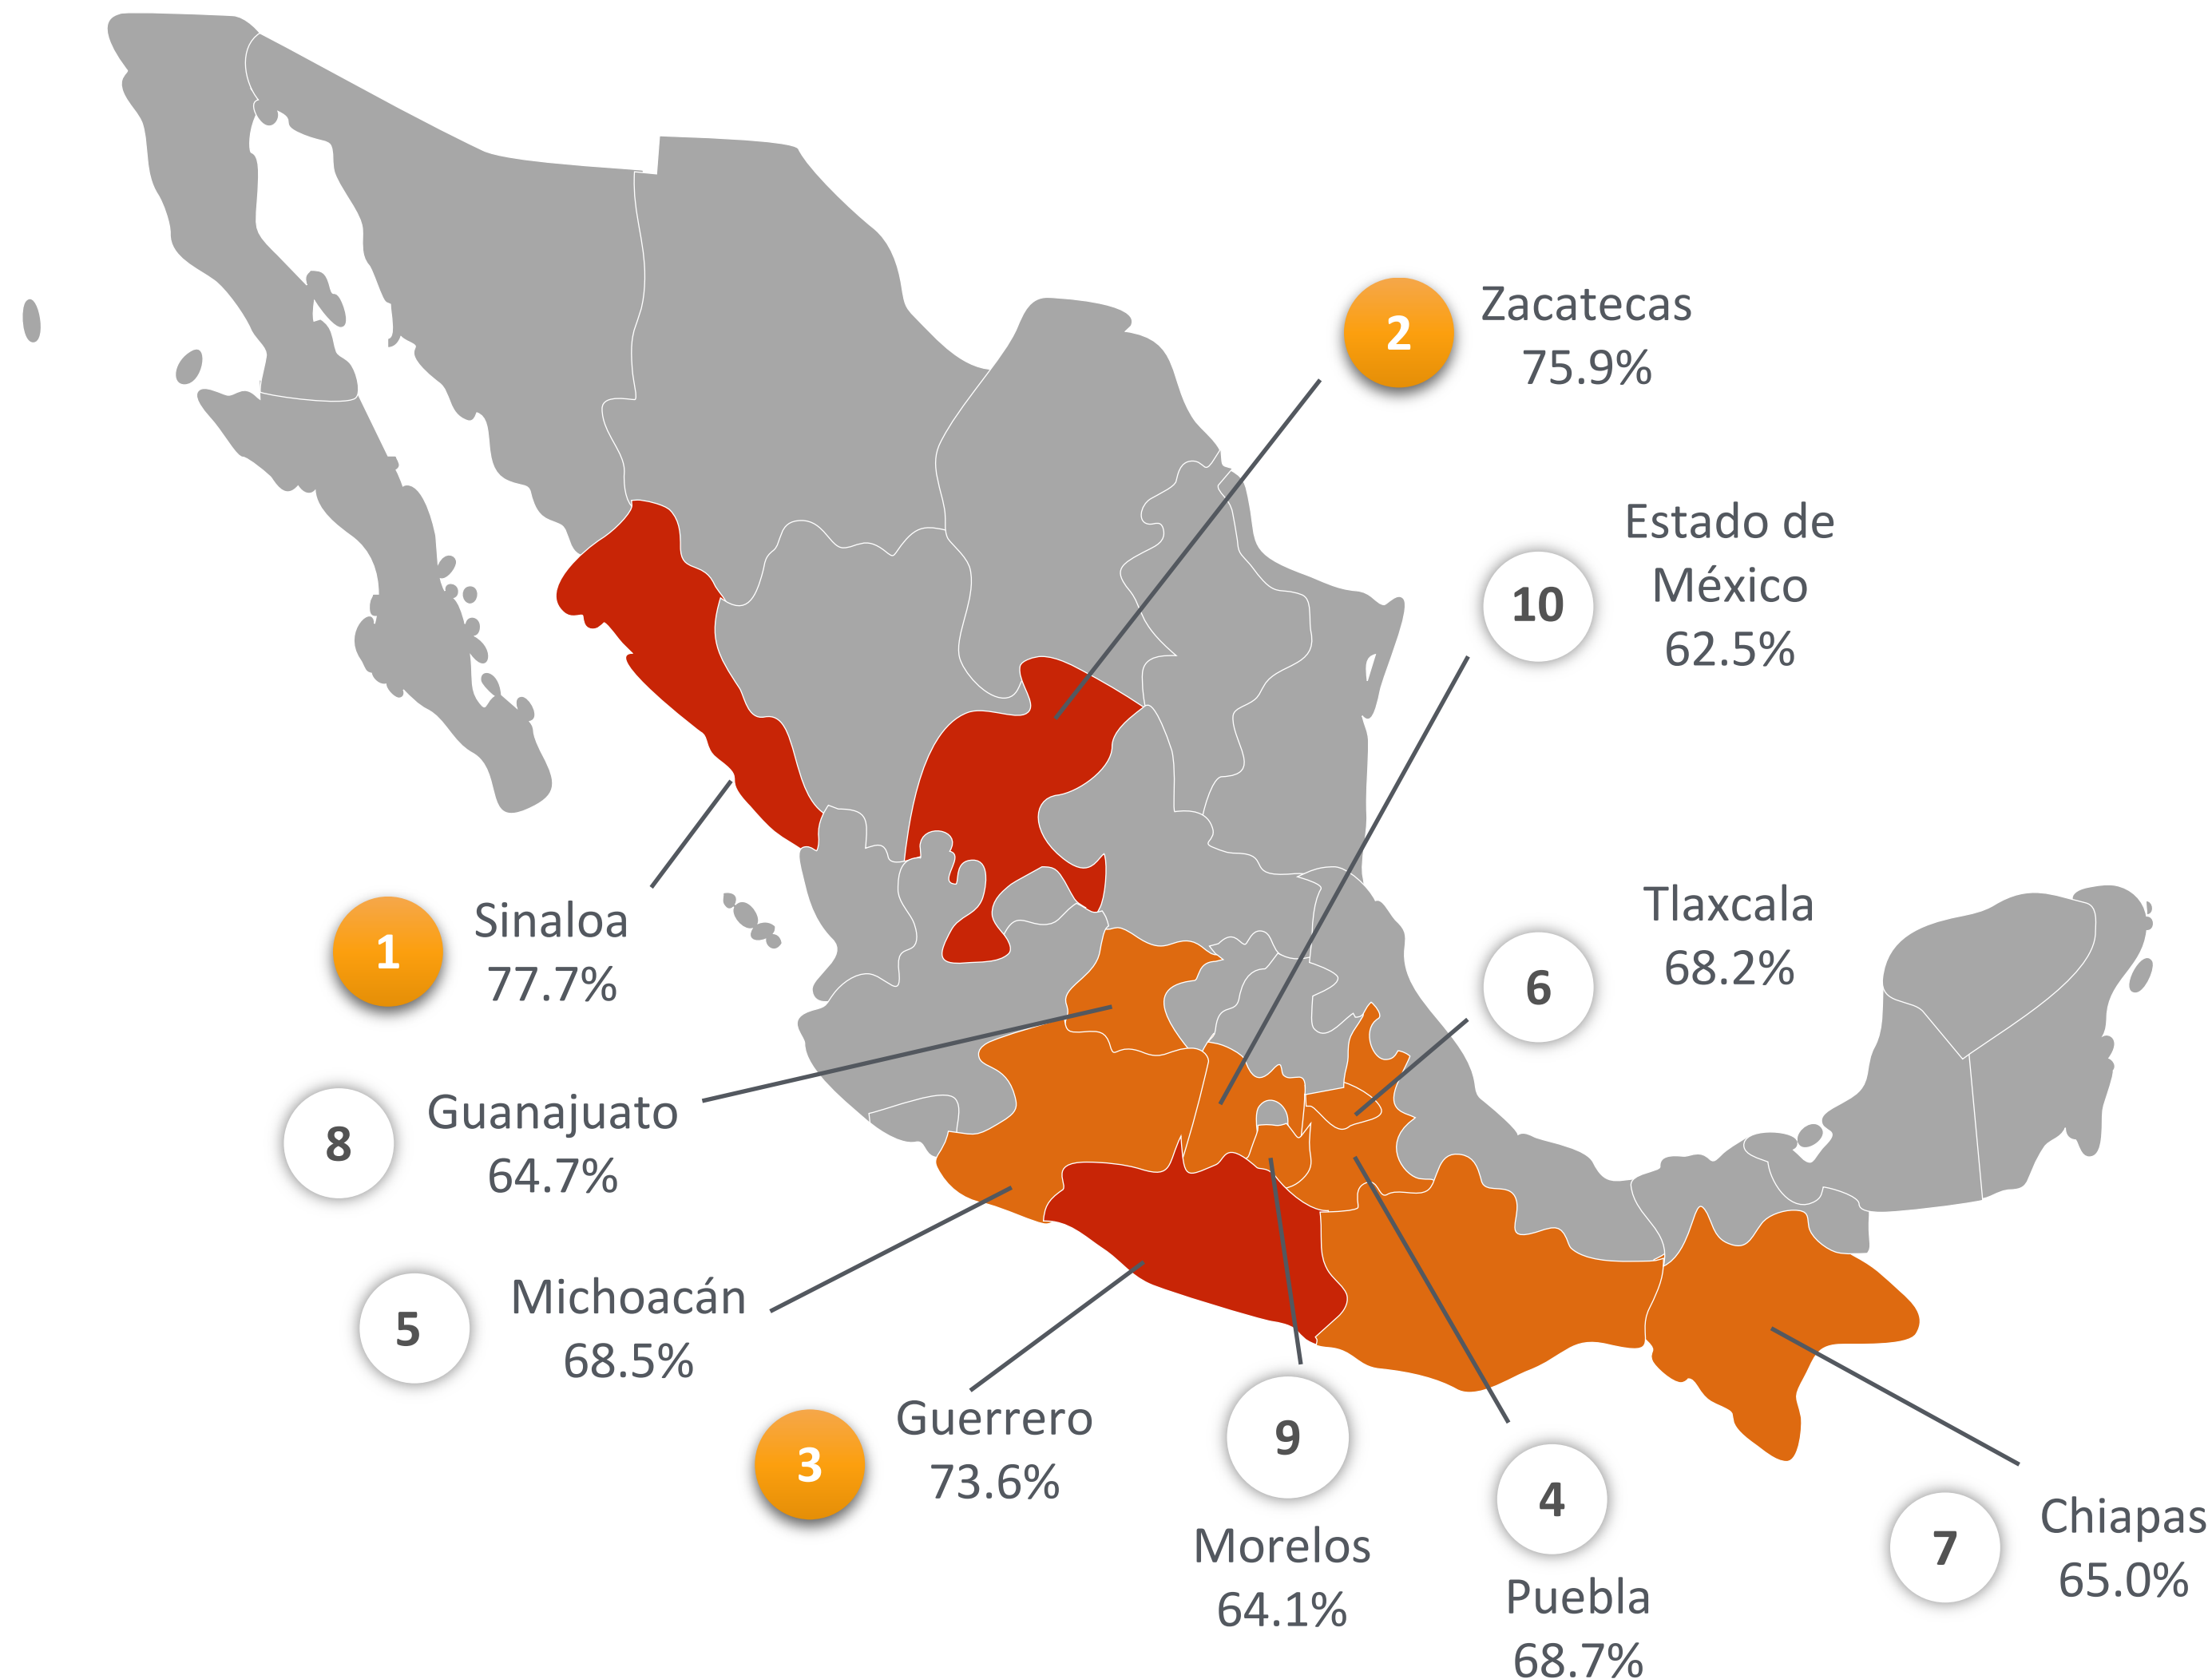 2
Zacatecas
75.9%
10
Estado de
México
62.5%
6
Tlaxcala
68.2%
1
Sinaloa
77.7%
8
Guanajuato
64.7%
5
Michoacán
68.5%
3
Guerrero
73.6%
9
Morelos
64.1%
4
Puebla
68.7%
7
Chiapas
65.0%